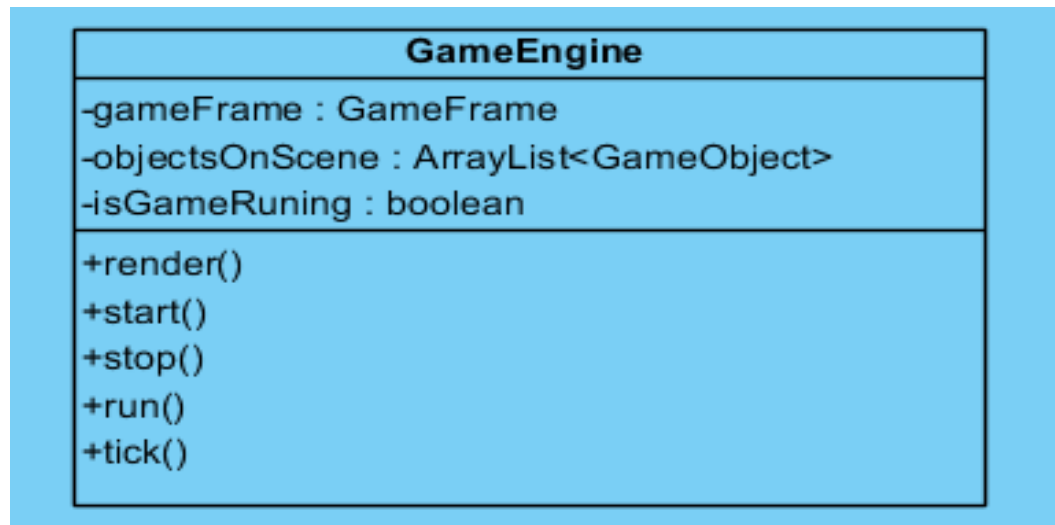 GameEngine
-gameFrame : GameFrame
-objectsOnScene : ArrayList<GameObject>
-isGameRuning : boolean
+render()
+start()
+stop()
+run()
+tick()